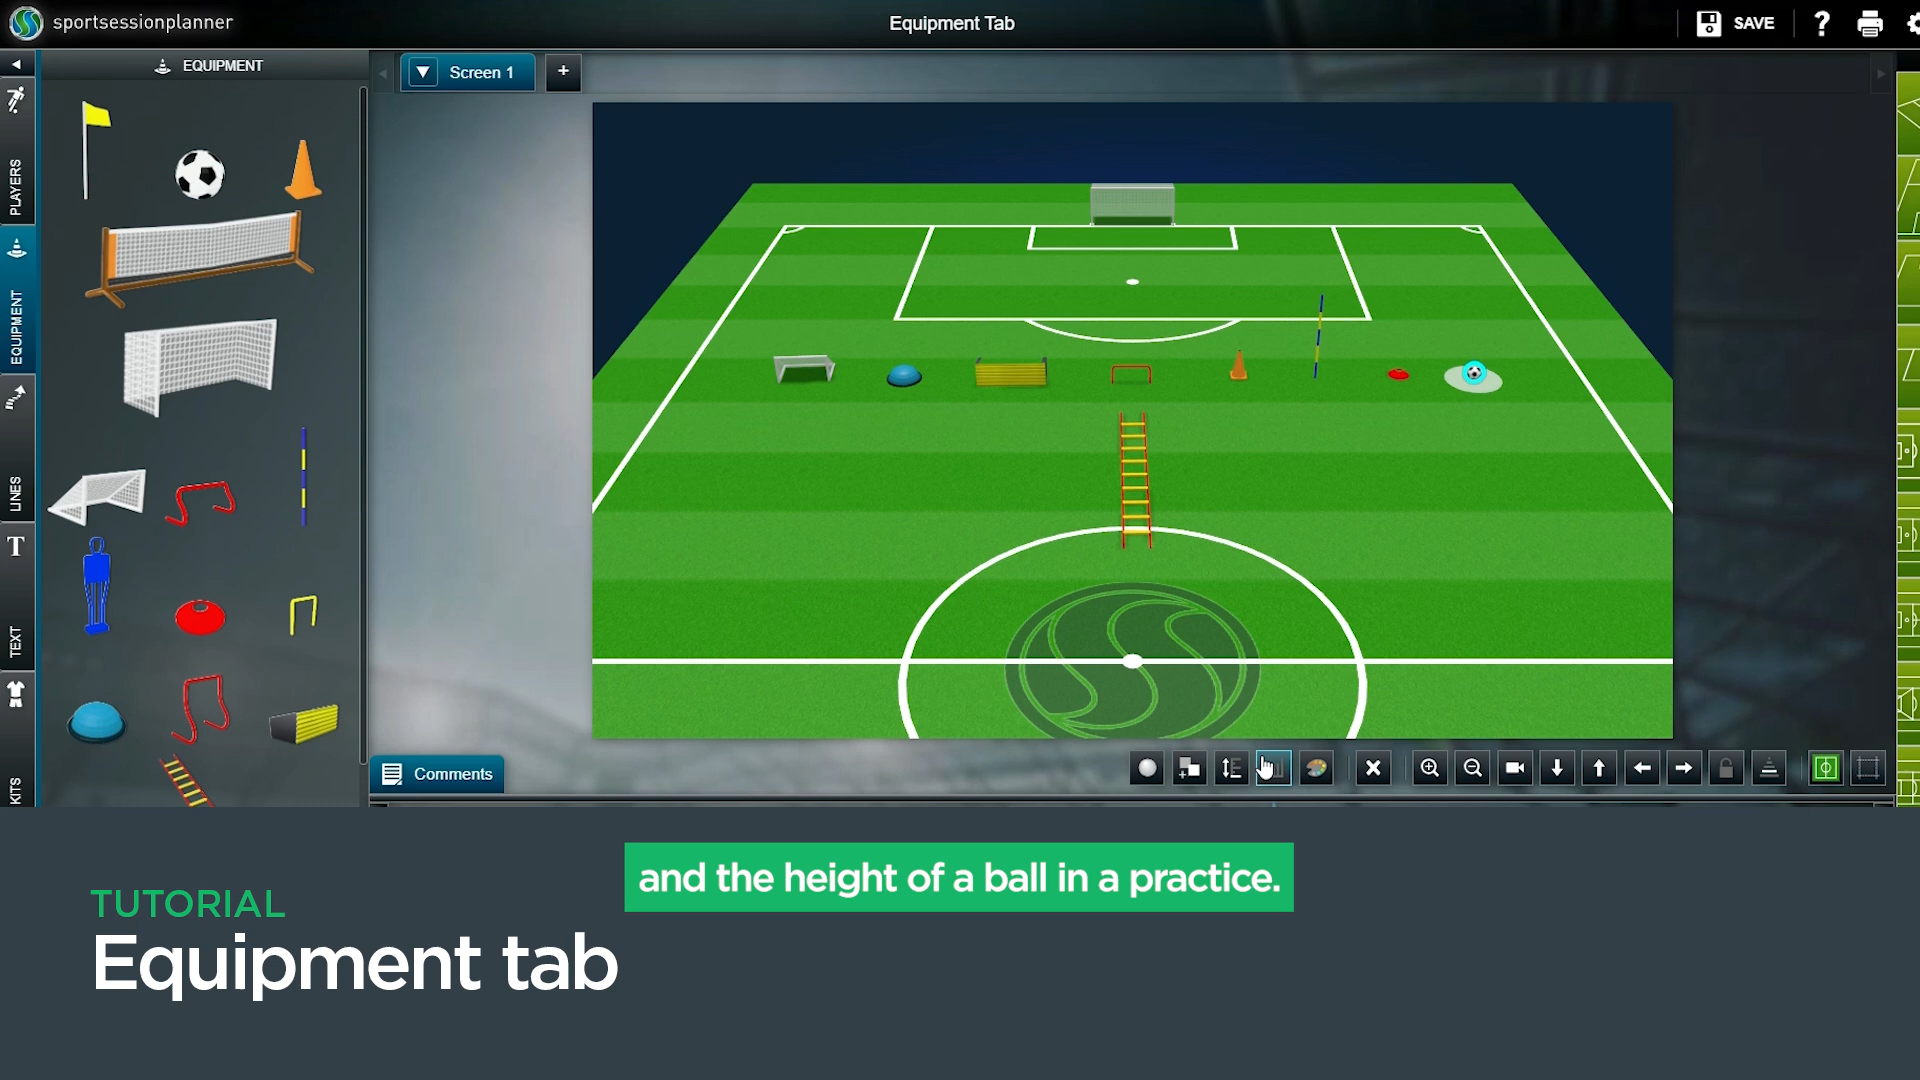 sportsessionplanner
Equipment Tab
SAVE
?
EQUIPMENT
Screen 1
+
PLAYERS
EQUIPMENT
LINES
T
TEXT
KITS
Comments
TUTORIAL
Equipment tab
and the height of a ball in a practice.